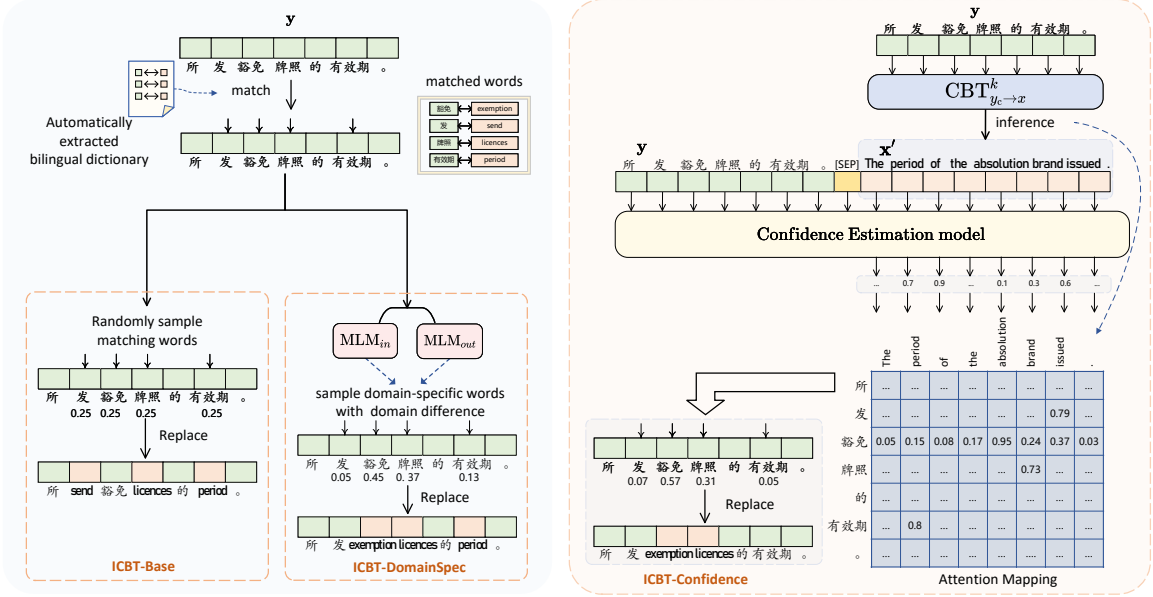 y
所 发 豁免 牌照 的 有效期 。
match
Automatically
extracted
bilingual dictionary
所 发 豁免 牌照 的 有效期 。
matched words
豁免 exemption
发 send
牌照 licences
有效期 period
Randomly sample
matching words
所 发 豁免 牌照 的 有效期 。
0.25 0.25 0.25 0.25
Replace
所 send 豁免 licences 的 period 。
ICBT-Base
MLM_in MLM_out
sample domain-specific words
with domain difference
所 发 豁免 牌照 的 有效期 。
0.05 0.45 0. 37 0.13
Replace
所 发 exemption licences 的 period 。
ICBT-DomainSpec
y
所 发 豁免 牌照 的 有效期 。
CBT^k_{y_c→x}
inference
y x′
所 发 豁免 牌照 的 有效期 。 [SEP] The period of the absolution brand issued .
Confidence Estimation model
... 0.7 0.9 ... 0.1 0.3 0.6 ...
The period of the absolution brand issued .
所 ... ... ... ... ... ... ... ...
发 ... ... ... ... ... ... 0.79 ...
豁免 0.05 0.15 0.08 0.17 0.95 0.24 0.37 0.03
牌照 ... ... ... ... ... 0.73 ... ...
的 ... ... ... ... ... ... ... ...
有效期 ... 0.8 ... ... ... ... ... ...
。 ... ... ... ... ... .... ... ...
Attention Mapping
所 发 豁免 牌照 的 有效期 。
0.07 0.57 0.31 0.05
Replace
所 发 exemption licences 的 有效期 。
ICBT-Confidence